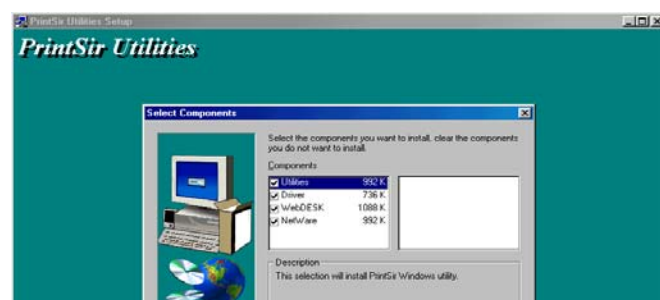 PrintSir Utilities Setup
PrintSir Utilities
Select Components
Select the components you want to install, clear the components
you do not want to install.
Components
Utilities 992 K
Driver 736 K
WebDESK 1088 K
NetWare 992 K
Description
This selection will install PrintSir Windows utility.